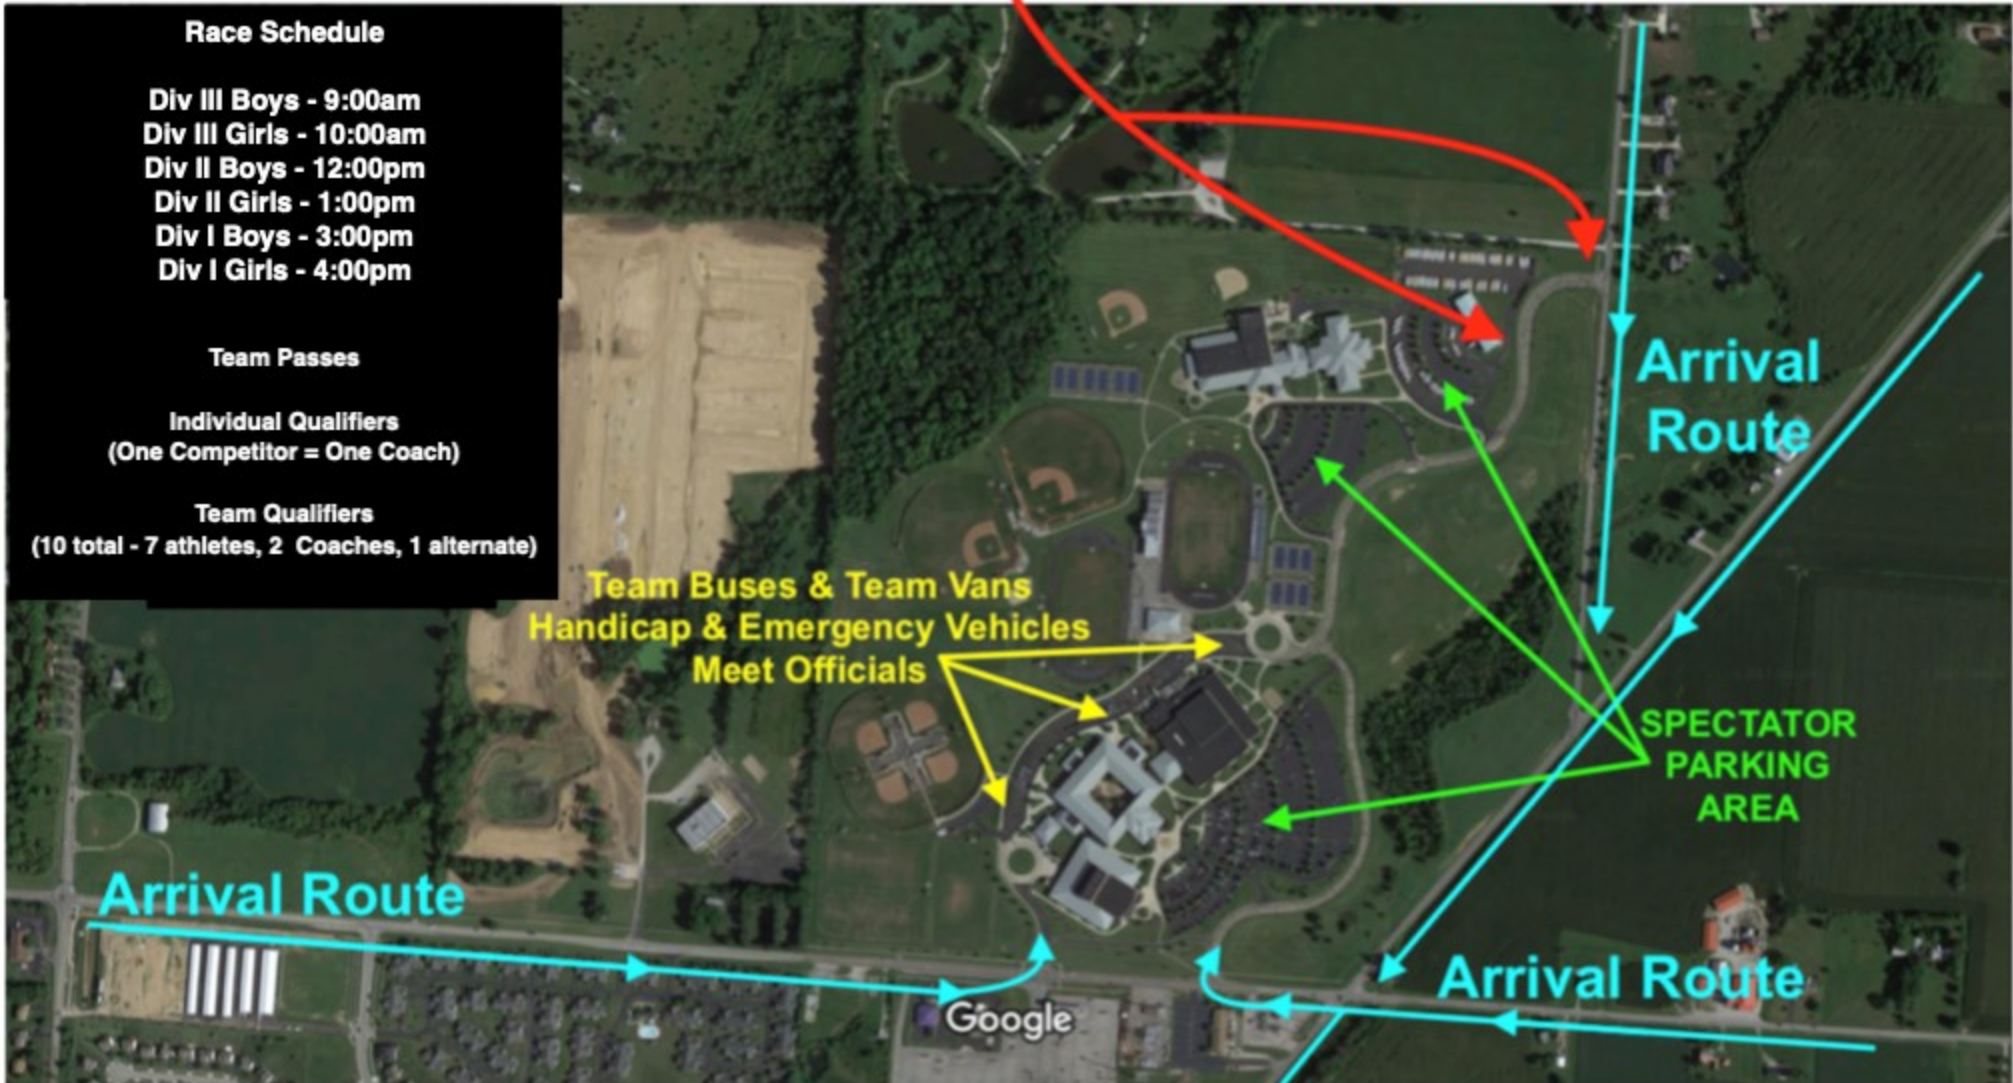 Race Schedule
Div III Boys - 9:00am
Div III Girls - 10:00am
Div II Boys - 12:00pm
Div II Girls - 1:00pm
Div I Boys - 3:00pm
Div I Girls - 4:00pm
Team Passes
Individual Qualifiers
(One Competitor = One Coach)
Team Qualifiers
(10 total - 7 athletes, 2 Coaches, 1 alternate)
Arrival
Route
Team Buses & Team Vans
Handicap & Emergency Vehicles
Meet Officials
SPECTATOR
PARKING
AREA
Arrival Route
Arrival Route
Google